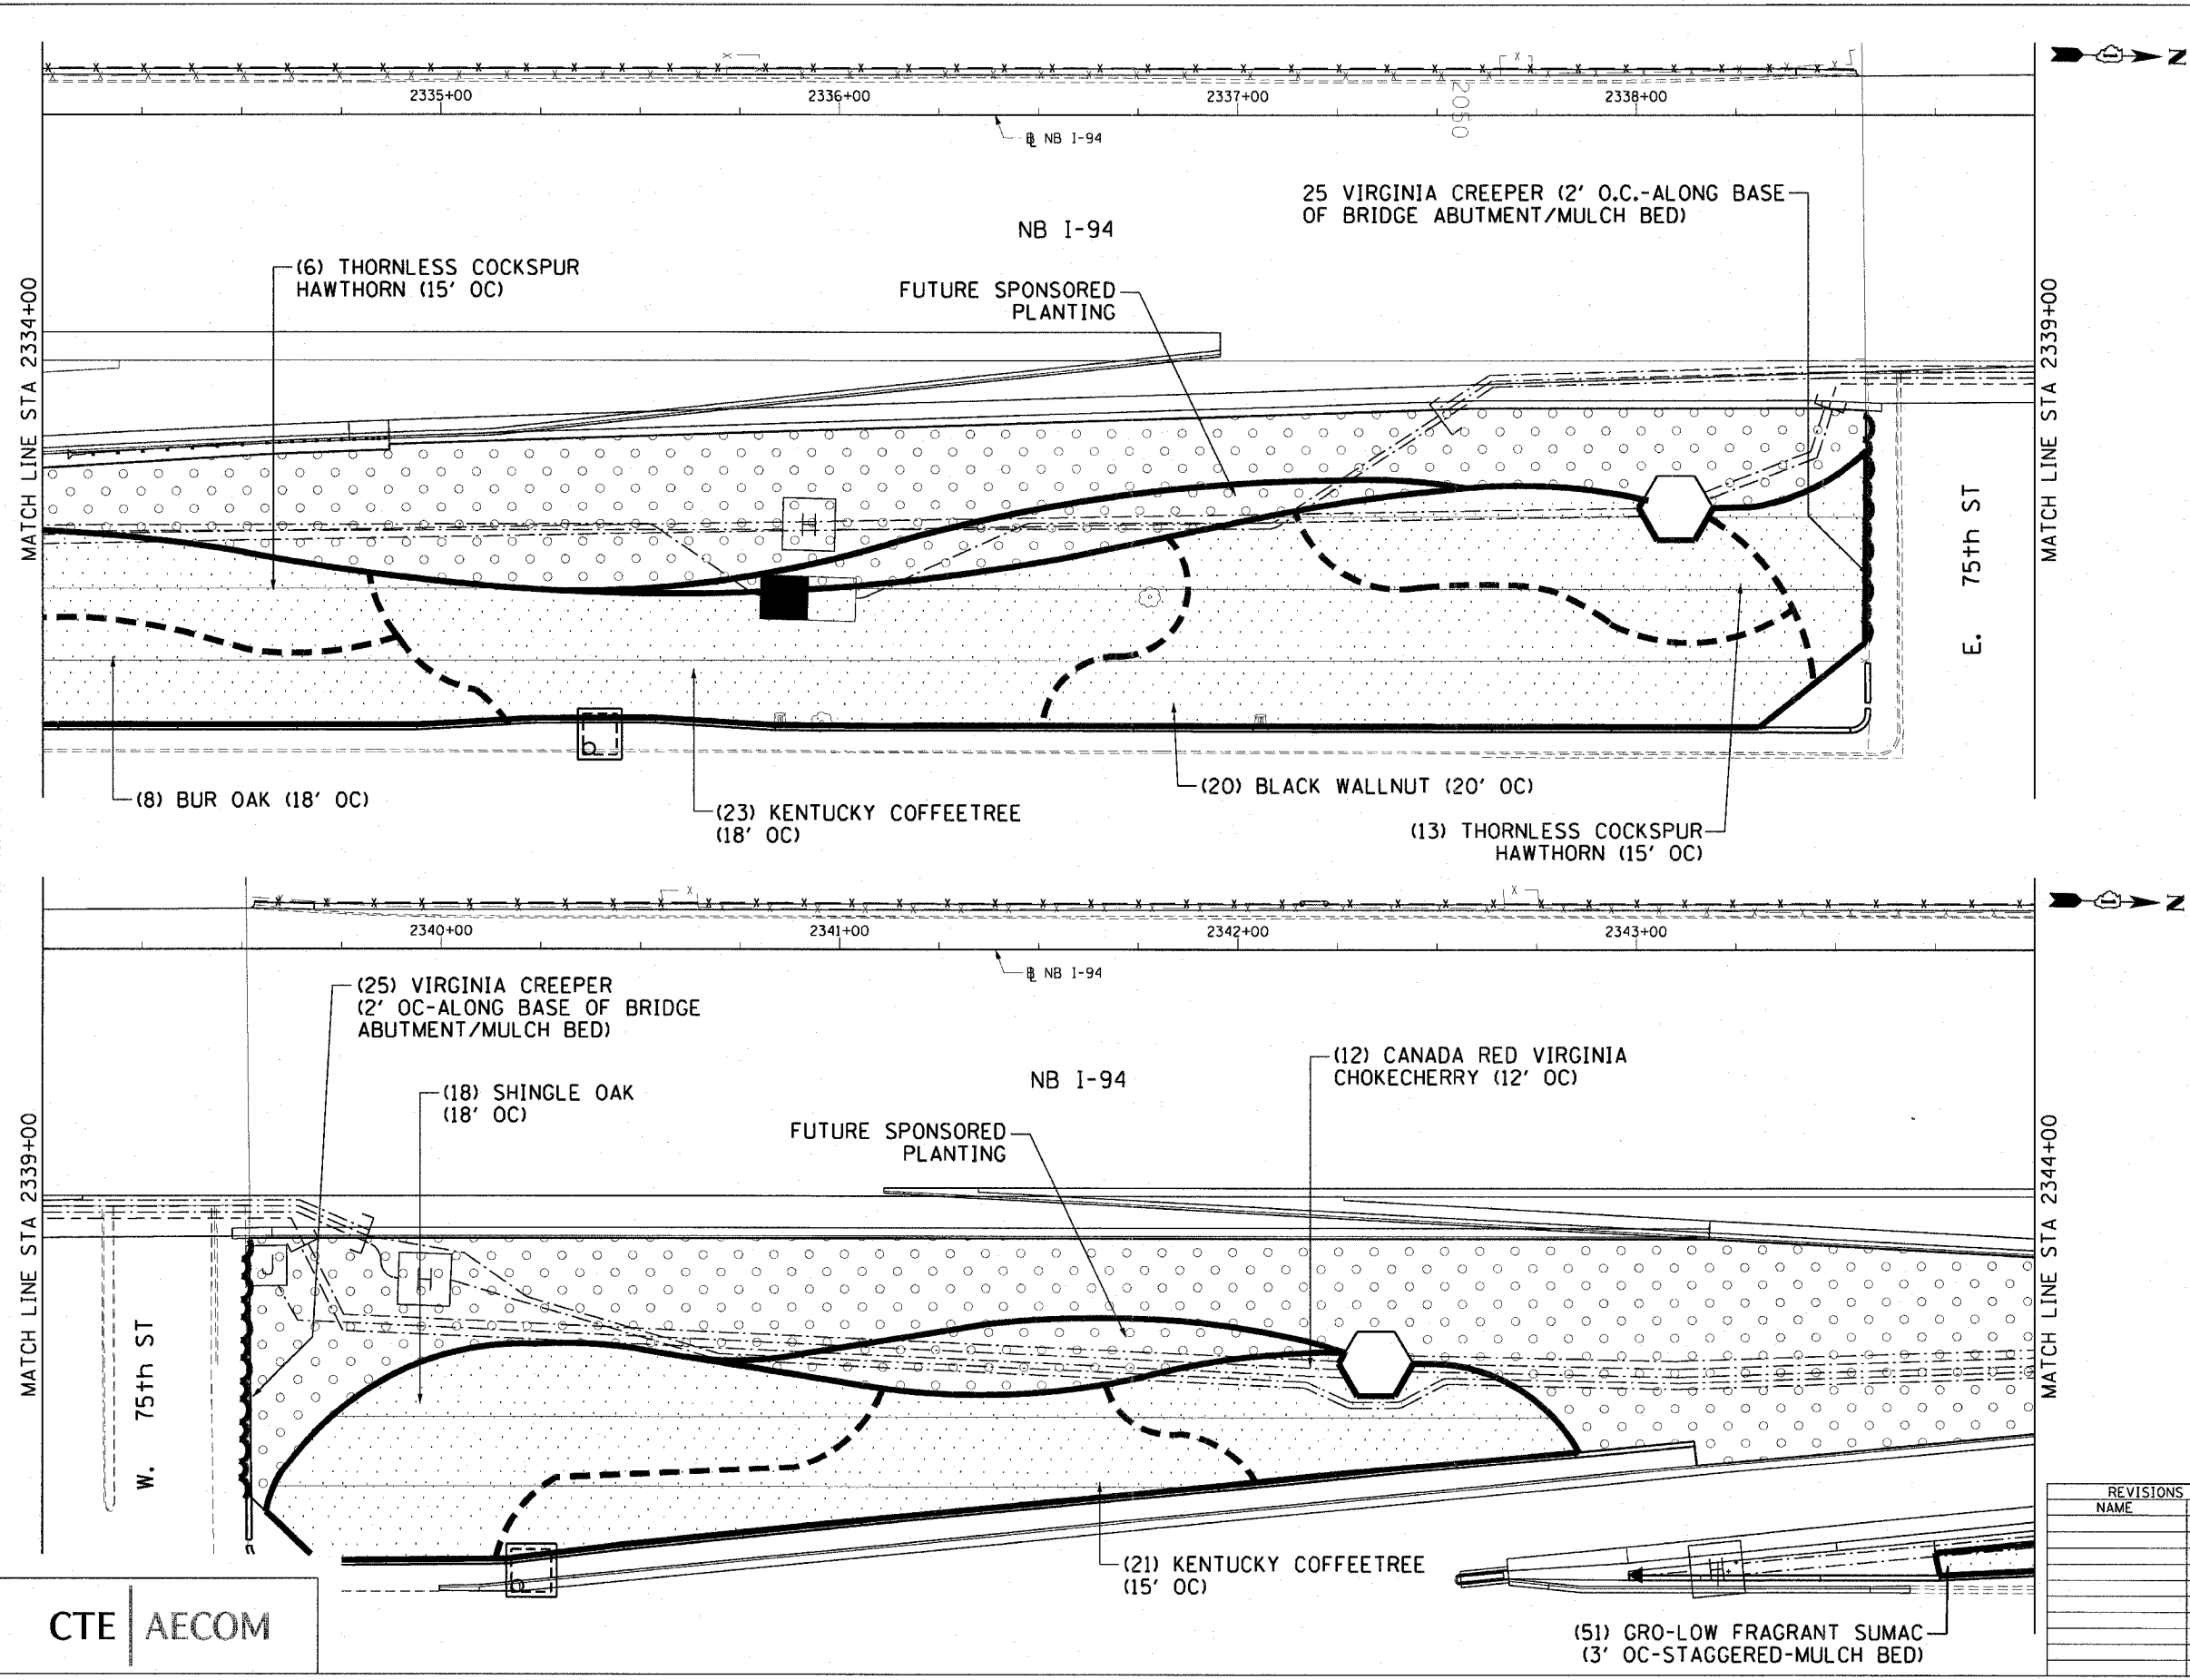 N
2335+00
2336+00
2337+00
2338+00
2050
℄ NB I-94
25 VIRGINIA CREEPER (2' O.C.-ALONG BASE
OF BRIDGE ABUTMENT/MULCH BED)
NB I-94
(6) THORNLESS COCKSPUR
HAWTHORN (15' OC)
FUTURE SPONSORED
PLANTING
MATCH LINE STA 2334+00
MATCH LINE STA 2339+00
H
E. 75th ST
(8) BUR OAK (18' OC)
(23) KENTUCKY COFFEETREE
(18' OC)
(20) BLACK WALLNUT (20' OC)
(13) THORNLESS COCKSPUR
HAWTHORN (15' OC)
N
2340+00
2341+00
2342+00
2343+00
℄ NB I-94
(25) VIRGINIA CREEPER
(2' OC-ALONG BASE OF BRIDGE
ABUTMENT/MULCH BED)
(12) CANADA RED VIRGINIA
CHOKECHERRY (12' OC)
NB I-94
(18) SHINGLE OAK
(18' OC)
FUTURE SPONSORED
PLANTING
MATCH LINE STA 2339+00
MATCH LINE STA 2344+00
H
W. 75th ST
(21) KENTUCKY COFFEETREE
(15' OC)
(51) GRO-LOW FRAGRANT SUMAC
(3' OC-STAGGERED-MULCH BED)
REVISIONS
NAME
CTE | AECOM